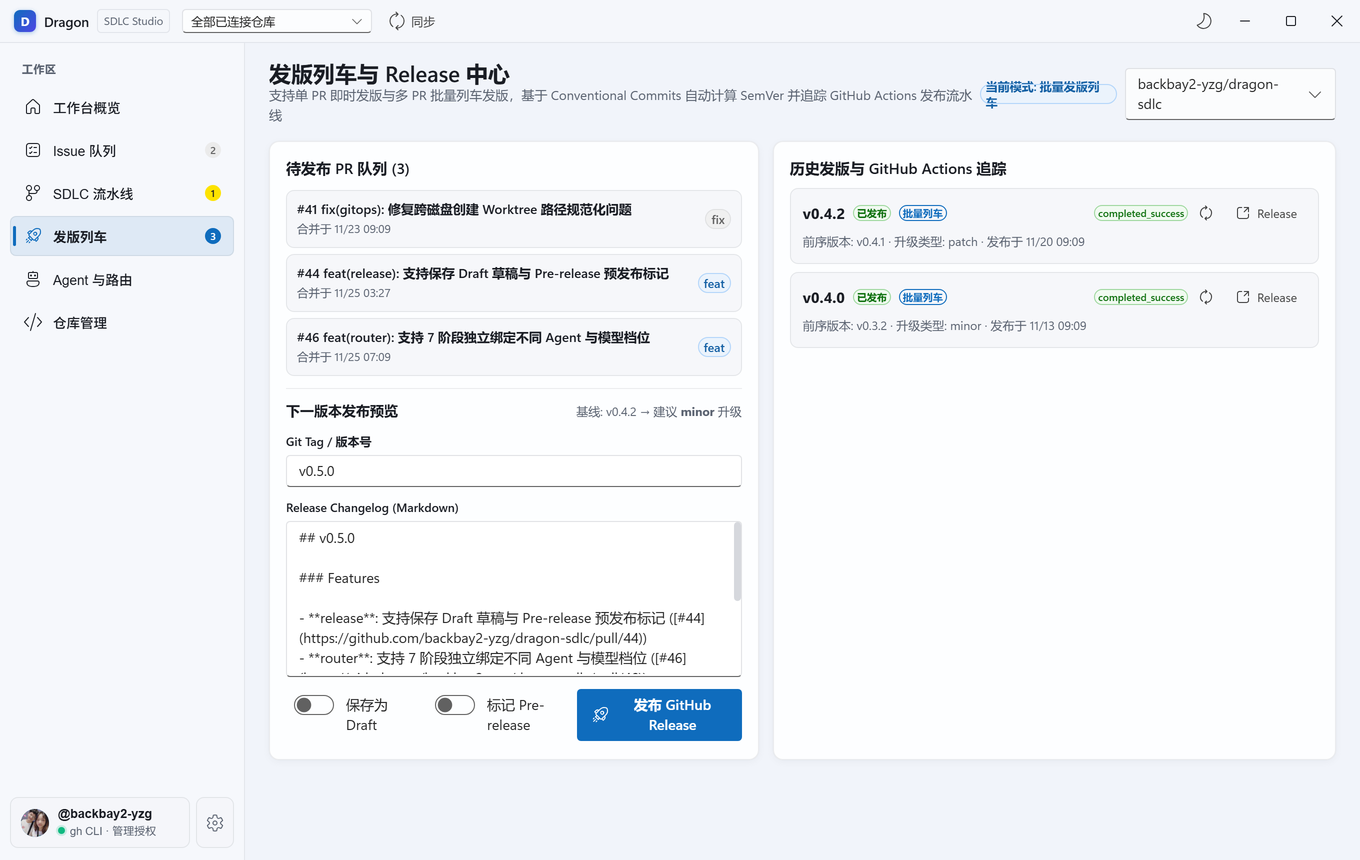 D Dragon SDLC Studio 全部已连接仓库 同步
工作区
工作台概览
Issue 队列 2
SDLC 流水线 1
发版列车 3
Agent 与路由
仓库管理
@backbay2-yzg
gh CLI · 管理授权
发版列车与 Release 中心
支持单 PR 即时发版与多 PR 批量列车发版，基于 Conventional Commits 自动计算 SemVer 并追踪 GitHub Actions 发布流水
线
当前模式: 批量发版列
车
backbay2-yzg/dragon-
sdlc
待发布 PR 队列 (3)
#41 fix(gitops): 修复跨磁盘创建 Worktree 路径规范化问题
合并于 11/23 09:09
fix
#44 feat(release): 支持保存 Draft 草稿与 Pre-release 预发布标记
合并于 11/25 03:27
feat
#46 feat(router): 支持 7 阶段独立绑定不同 Agent 与模型档位
合并于 11/25 07:09
feat
下一版本发布预览 基线: v0.4.2 → 建议 minor 升级
Git Tag / 版本号
v0.5.0
Release Changelog (Markdown)
## v0.5.0
### Features
- **release**: 支持保存 Draft 草稿与 Pre-release 预发布标记 ([#44]
(https://github.com/backbay2-yzg/dragon-sdlc/pull/44))
- **router**: 支持 7 阶段独立绑定不同 Agent 与模型档位 ([#46]
保存为
Draft
标记 Pre-
release
发布 GitHub
Release
历史发版与 GitHub Actions 追踪
v0.4.2 已发布 批量列车 completed_success Release
前序版本: v0.4.1 · 升级类型: patch · 发布于 11/20 09:09
v0.4.0 已发布 批量列车 completed_success Release
前序版本: v0.3.2 · 升级类型: minor · 发布于 11/13 09:09